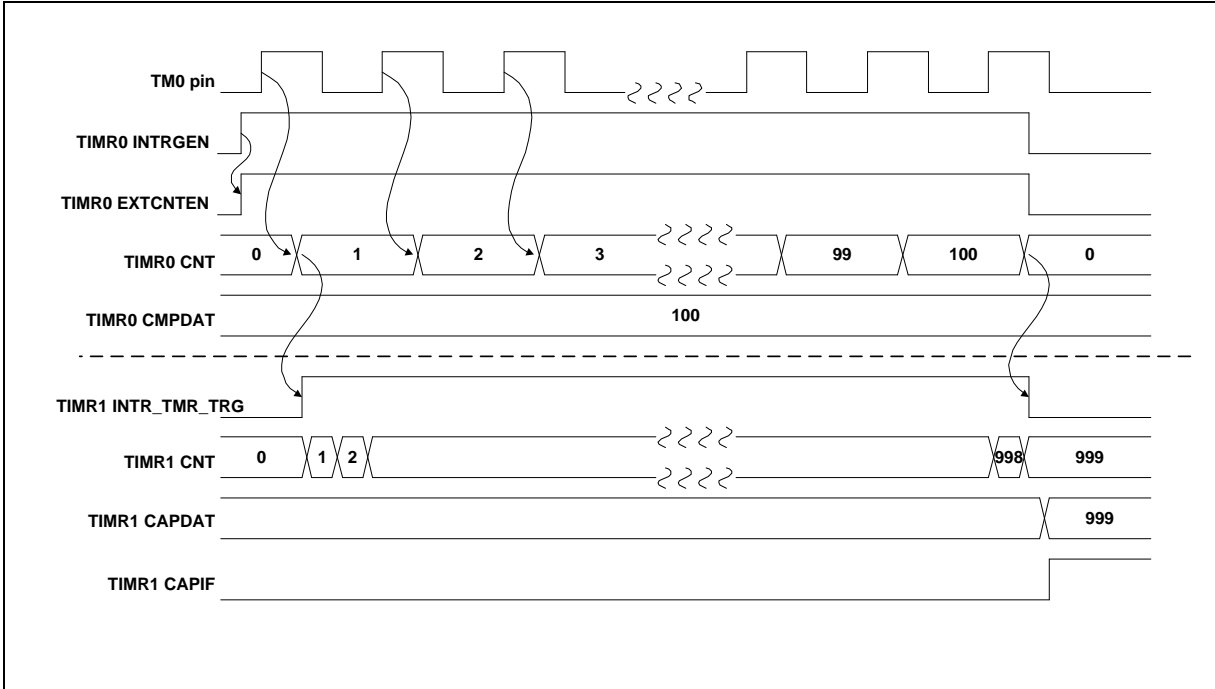 TM0 pin
TIMR0 INTRGEN
TIMR0 EXTCNTEN
TIMR0 CNT 0 1 2 3 99 100 0
TIMR0 CMPDAT 100
TIMR1 INTR_TMR_TRG
TIMR1 CNT 0 1 2 998 999
TIMR1 CAPDAT 999
TIMR1 CAPIF